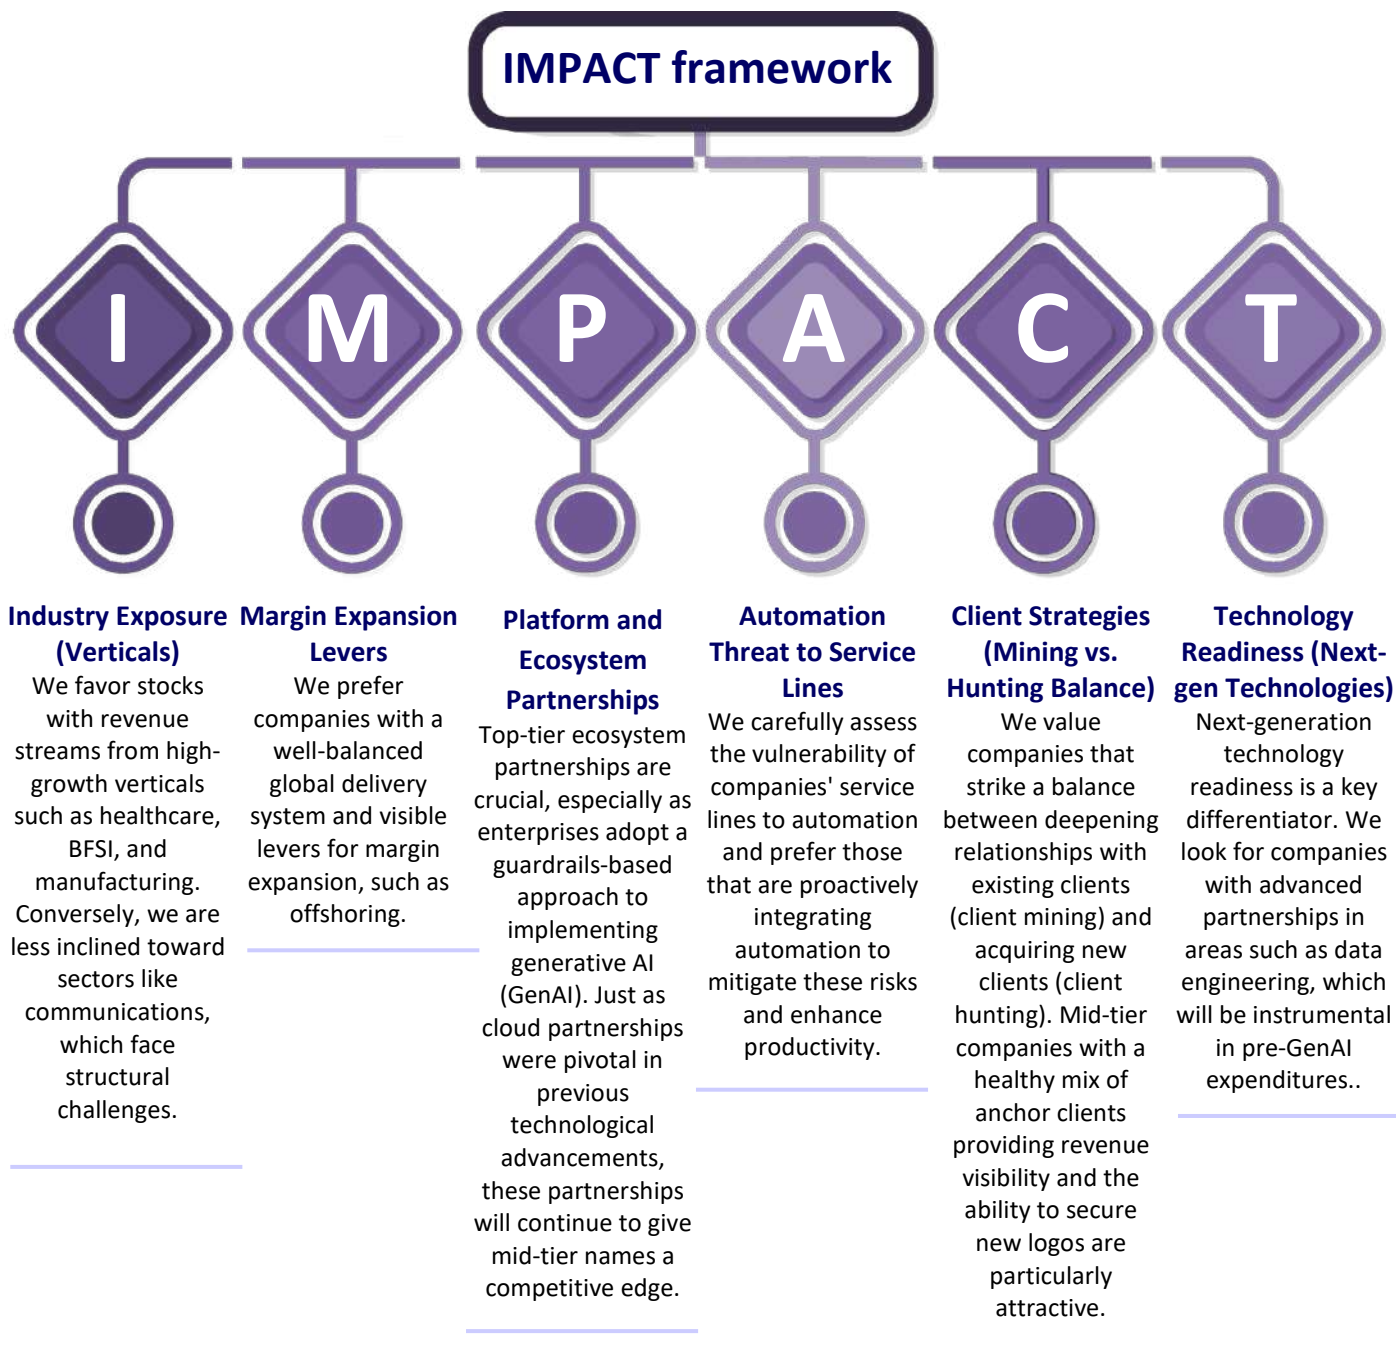 IMPACT framework
I
M
P
A
C
T
Industry Exposure
(Verticals)
We favor stocks
with revenue
streams from high-
growth verticals
such as healthcare,
BFSI, and
manufacturing.
Conversely, we are
less inclined toward
sectors like
communications,
which face
structural
challenges.
Margin Expansion
Levers
We prefer
companies with a
well-balanced
global delivery
system and visible
levers for margin
expansion, such as
offshoring.
Platform and
Ecosystem
Partnerships
Top-tier ecosystem
partnerships are
crucial, especially as
enterprises adopt a
guardrails-based
approach to
implementing
generative AI
(GenAI). Just as
cloud partnerships
were pivotal in
previous
technological
advancements,
these partnerships
will continue to give
mid-tier names a
competitive edge.
Automation
Threat to Service
Lines
We carefully assess
the vulnerability of
companies' service
lines to automation
and prefer those
that are proactively
integrating
automation to
mitigate these risks
and enhance
productivity.
Client Strategies
(Mining vs.
Hunting Balance)
We value
companies that
strike a balance
between deepening
relationships with
existing clients
(client mining) and
acquiring new
clients (client
hunting). Mid-tier
companies with a
healthy mix of
anchor clients
providing revenue
visibility and the
ability to secure
new logos are
particularly
attractive.
Technology
Readiness (Next-
gen Technologies)
Next-generation
technology
readiness is a key
differentiator. We
look for companies
with advanced
partnerships in
areas such as data
engineering, which
will be instrumental
in pre-GenAI
expenditures..